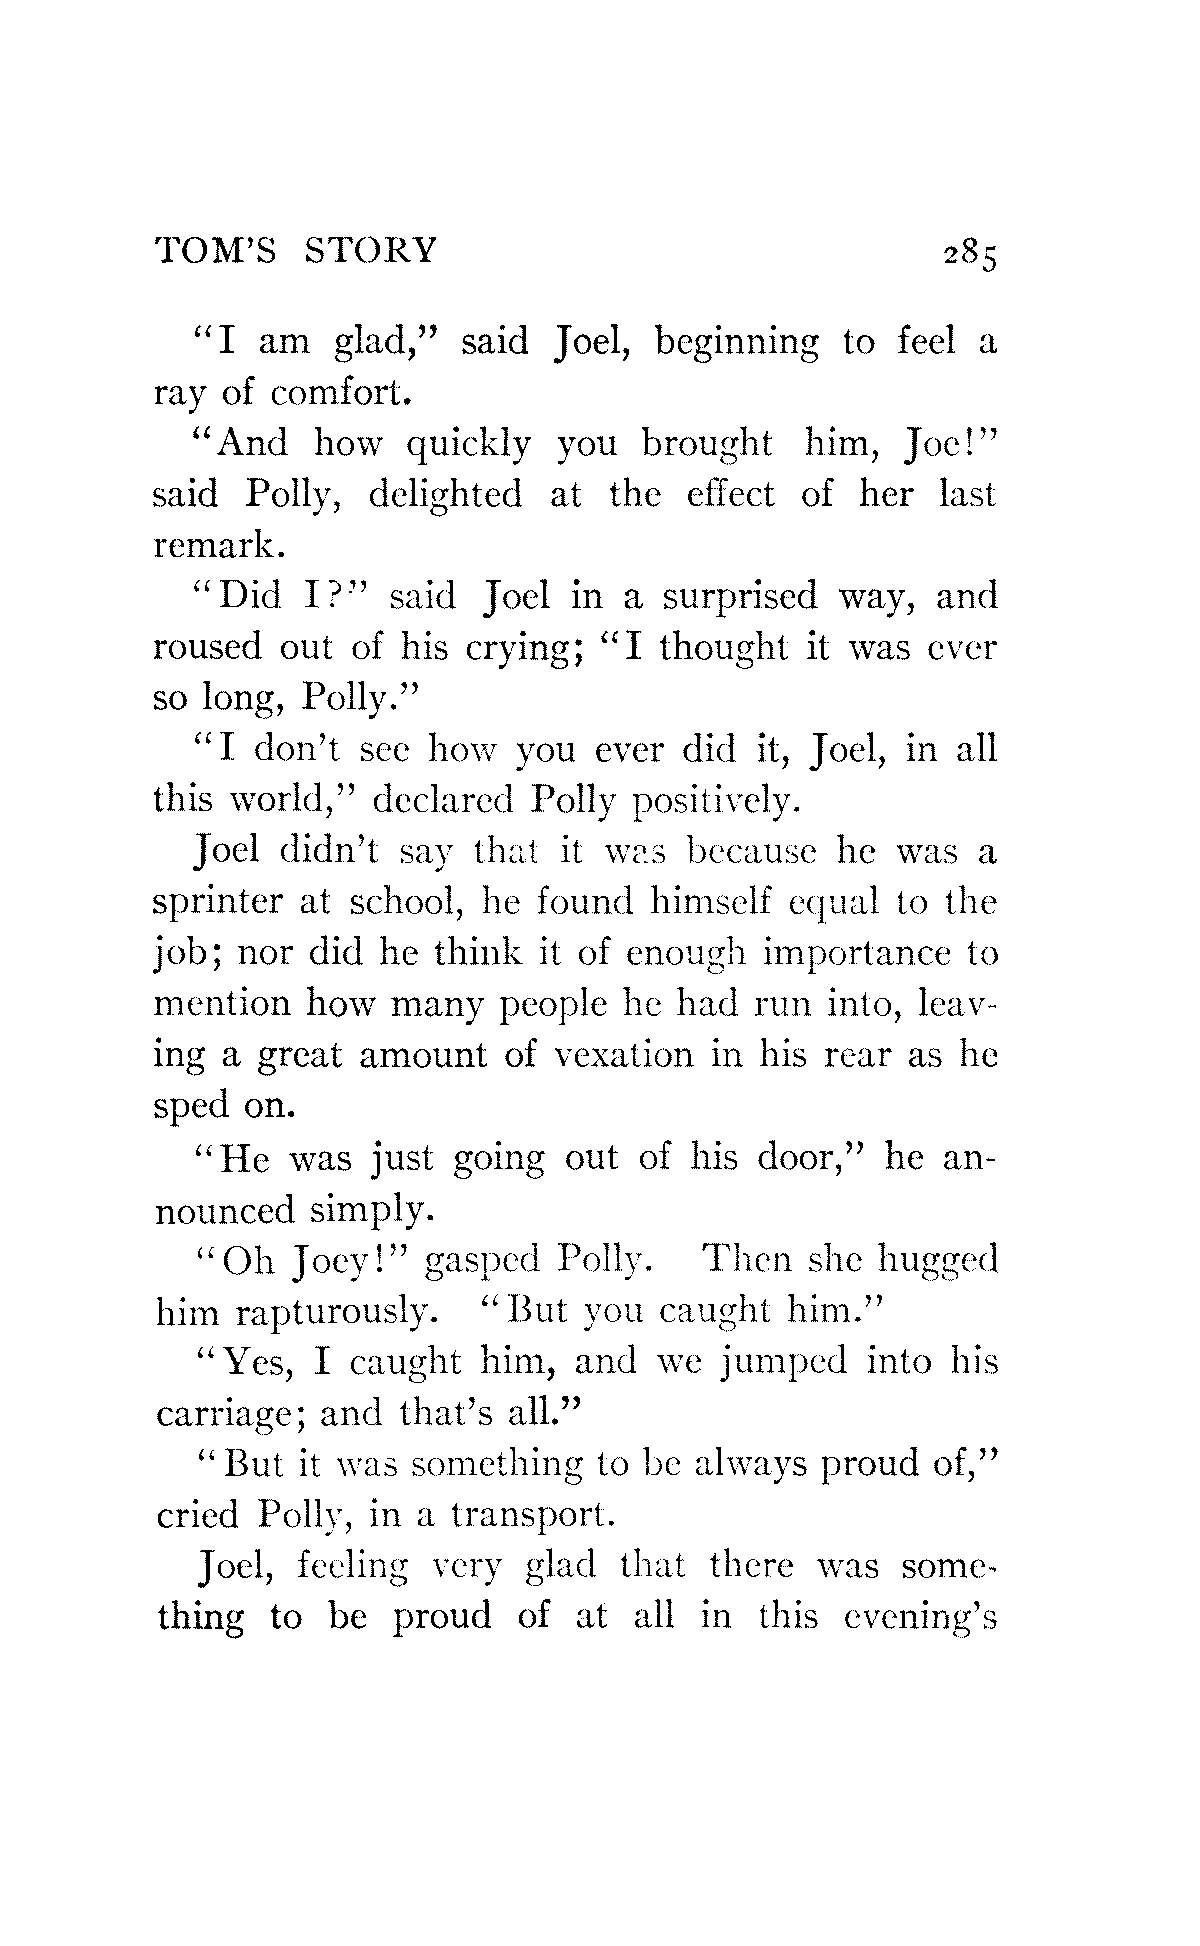 TOM'S STORY 285
"I am glad," said Joel, beginning to feel a
ray of comfort.
"And how quickly you brought him, Joe!"
said Polly, delighted at the effect of her last
remark.
"Did I?" said Joel in a surprised way, and
roused out of his crying; "I thought it was ever
so long, Polly."
"I don't see how you ever did it, Joel, in all
this world," declared Polly positively.
Joel didn't say that it was because he was a
sprinter at school, he found himself equal to the
job; nor did he think it of enough importance to
mention how many people he had run into, leav-
ing a great amount of vexation in his rear as he
sped on.
"He was just going out of his door," he an-
nounced simply.
"Oh Joey!" gasped Polly. Then she hugged
him rapturously. "But you caught him."
"Yes, I caught him, and we jumped into his
carriage; and that's all."
"But it was something to be always proud of,"
cried Polly, in a transport.
Joel, feeling very glad that there was some-
thing to be proud of at all in this evening's